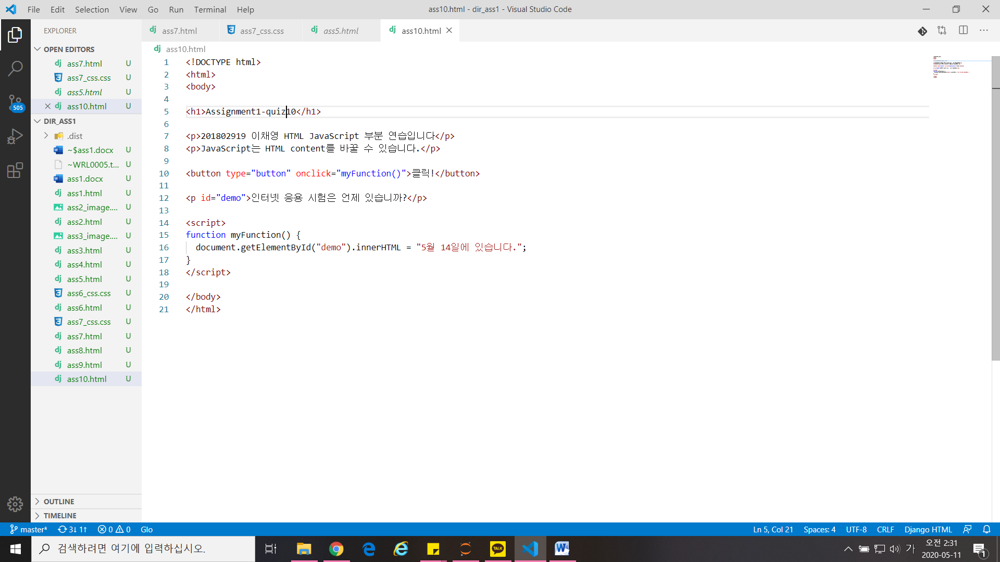 File Edit Selection View Go Run Terminal Help
ass10.html - dir_ass1 - Visual Studio Code
EXPLORER
OPEN EDITORS
ass7.html U
ass7_css.css U
ass5.html U
ass10.html U
DIR_ASS1
.dist
~$ass1.docx U
~WRL0005.t... U
ass1.docx U
ass1.html U
ass2_image.... U
ass2.html U
ass3_image.... U
ass3.html U
ass4.html U
ass5.html U
ass6_css.css U
ass6.html U
ass7_css.css U
ass7.html U
ass8.html U
ass9.html U
ass10.html U
OUTLINE
TIMELINE
505
ass7.html ass7_css.css ass5.html ass10.html
ass10.html
1 <!DOCTYPE html>
2 <html>
3 <body>
4
5 <h1>Assignment1-quiz10</h1>
6
7 <p>201802919 이채영 HTML JavaScript 부분 연습입니다</p>
8 <p>JavaScript는 HTML content를 바꿀 수 있습니다.</p>
9
10 <button type="button" onclick="myFunction()">클릭!</button>
11
12 <p id="demo">인터넷 응용 시험은 언제 있습니까?</p>
13
14 <script>
15 function myFunction() {
16 document.getElementById("demo").innerHTML = "5월 14일에 있습니다.";
17 }
18 </script>
19
20 </body>
21 </html>
master* 3↓ 1↑ 0 0 Glo
Ln 5, Col 21 Spaces: 4 UTF-8 CRLF Django HTML
검색하려면 여기에 입력하십시오.
TALK
가
오전 2:31
2020-05-11
1